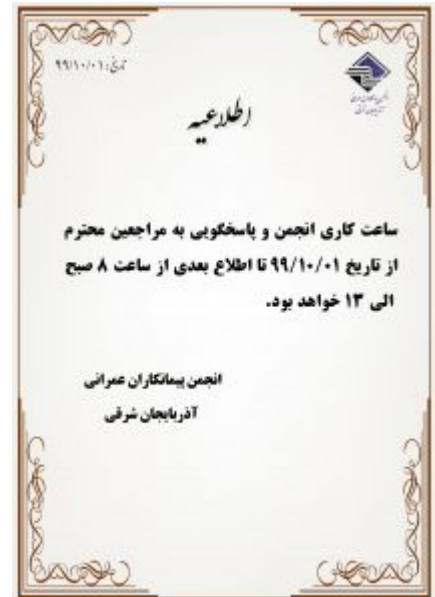 تاریخ: ۹۹/۱۰/۰۱
اطلاعیه
ساعت کاری انجمن و پاسخگویی به مراجعین محترم
از تاریخ ۹۹/۱۰/۰۱ تا اطلاع بعدی از ساعت ۸ صبح
الی ۱۳ خواهد بود.
انجمن پیمانکاران عمرانی
آذربایجان شرقی